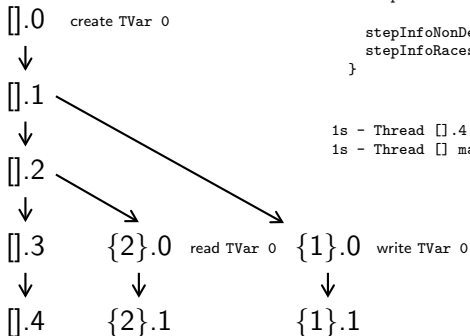 [].0 create TVar 0
stepInfoNonDe
stepInfoRaces
}
[].1
1s - Thread [].4
1s - Thread [] ma
[].2
[].3 {2}.0 read TVar 0 {1}.0 write TVar 0
[].4 {2}.1 {1}.1